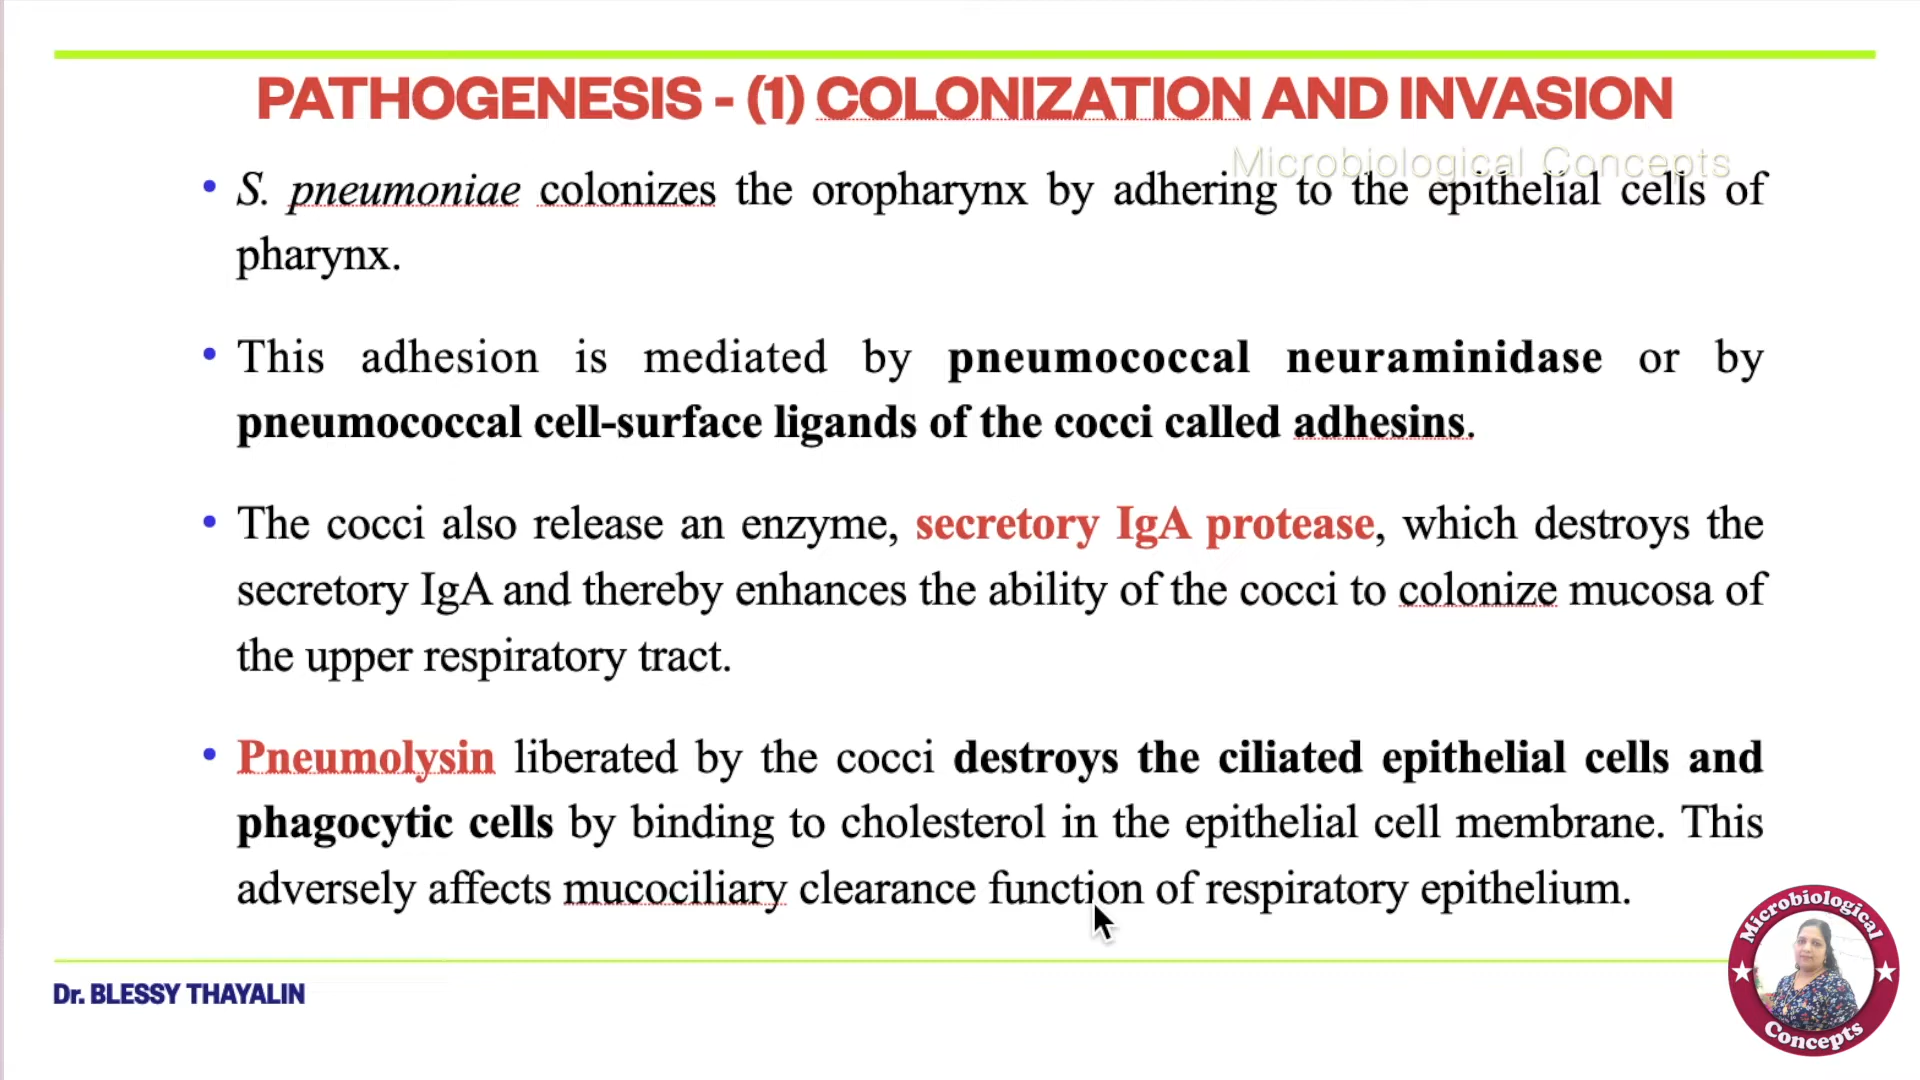 PATHOGENESIS - (1) COLONIZATION AND INVASION
Microbiological Concepts
• S. pneumoniae colonizes the oropharynx by adhering to the epithelial cells of
pharynx.
• This adhesion is mediated by pneumococcal neuraminidase or by
pneumococcal cell-surface ligands of the cocci called adhesins.
• The cocci also release an enzyme, secretory IgA protease, which destroys the
secretory IgA and thereby enhances the ability of the cocci to colonize mucosa of
the upper respiratory tract.
• Pneumolysin liberated by the cocci destroys the ciliated epithelial cells and
phagocytic cells by binding to cholesterol in the epithelial cell membrane. This
adversely affects mucociliary clearance function of respiratory epithelium.
Dr. BLESSY THAYALIN
Microbiological
Concepts